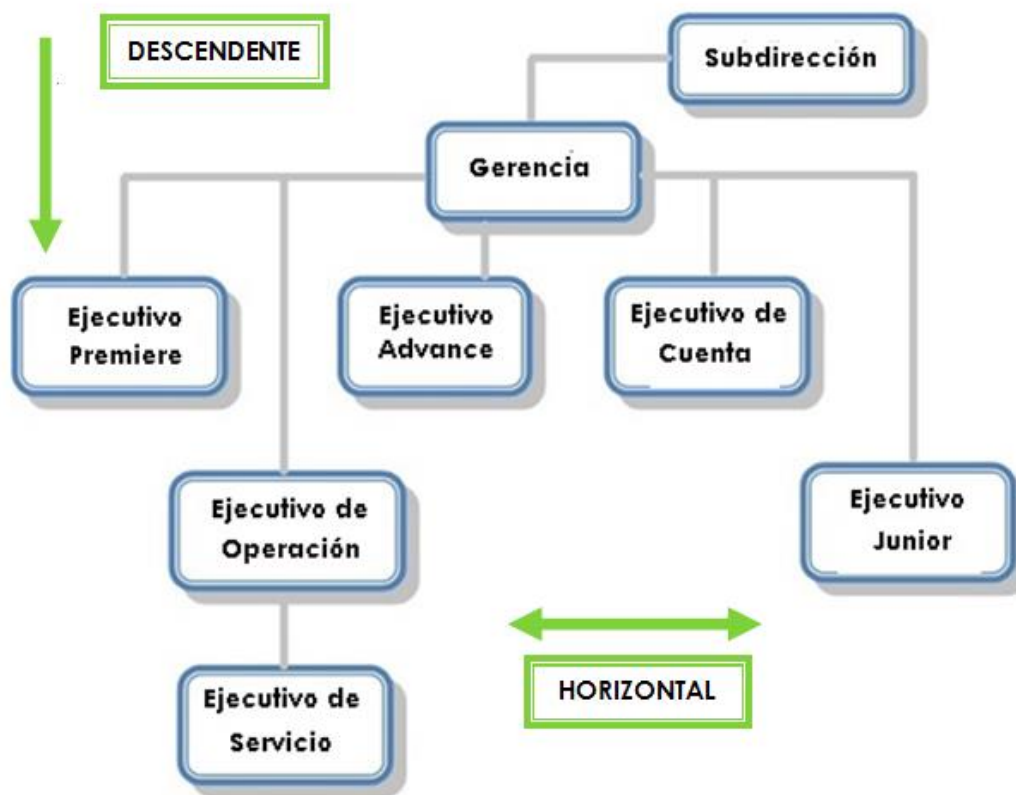 DESCENDENTE
Subdirección
Gerencia
Ejecutivo
Premiere
Ejecutivo
Advance
Ejecutivo de
Cuenta
Ejecutivo de
Operación
Ejecutivo
Junior
HORIZONTAL
Ejecutivo de
Servicio